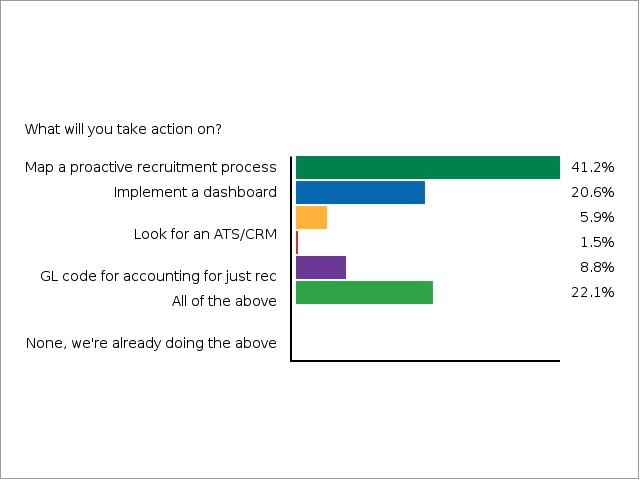 What will you take action on?
Map a proactive recruitment process 41.2%
Implement a dashboard 20.6%
5.9%
Look for an ATS/CRM
1.5%
8.8%
GL code for accounting for just rec
22.1%
All of the above
None, we're already doing the above